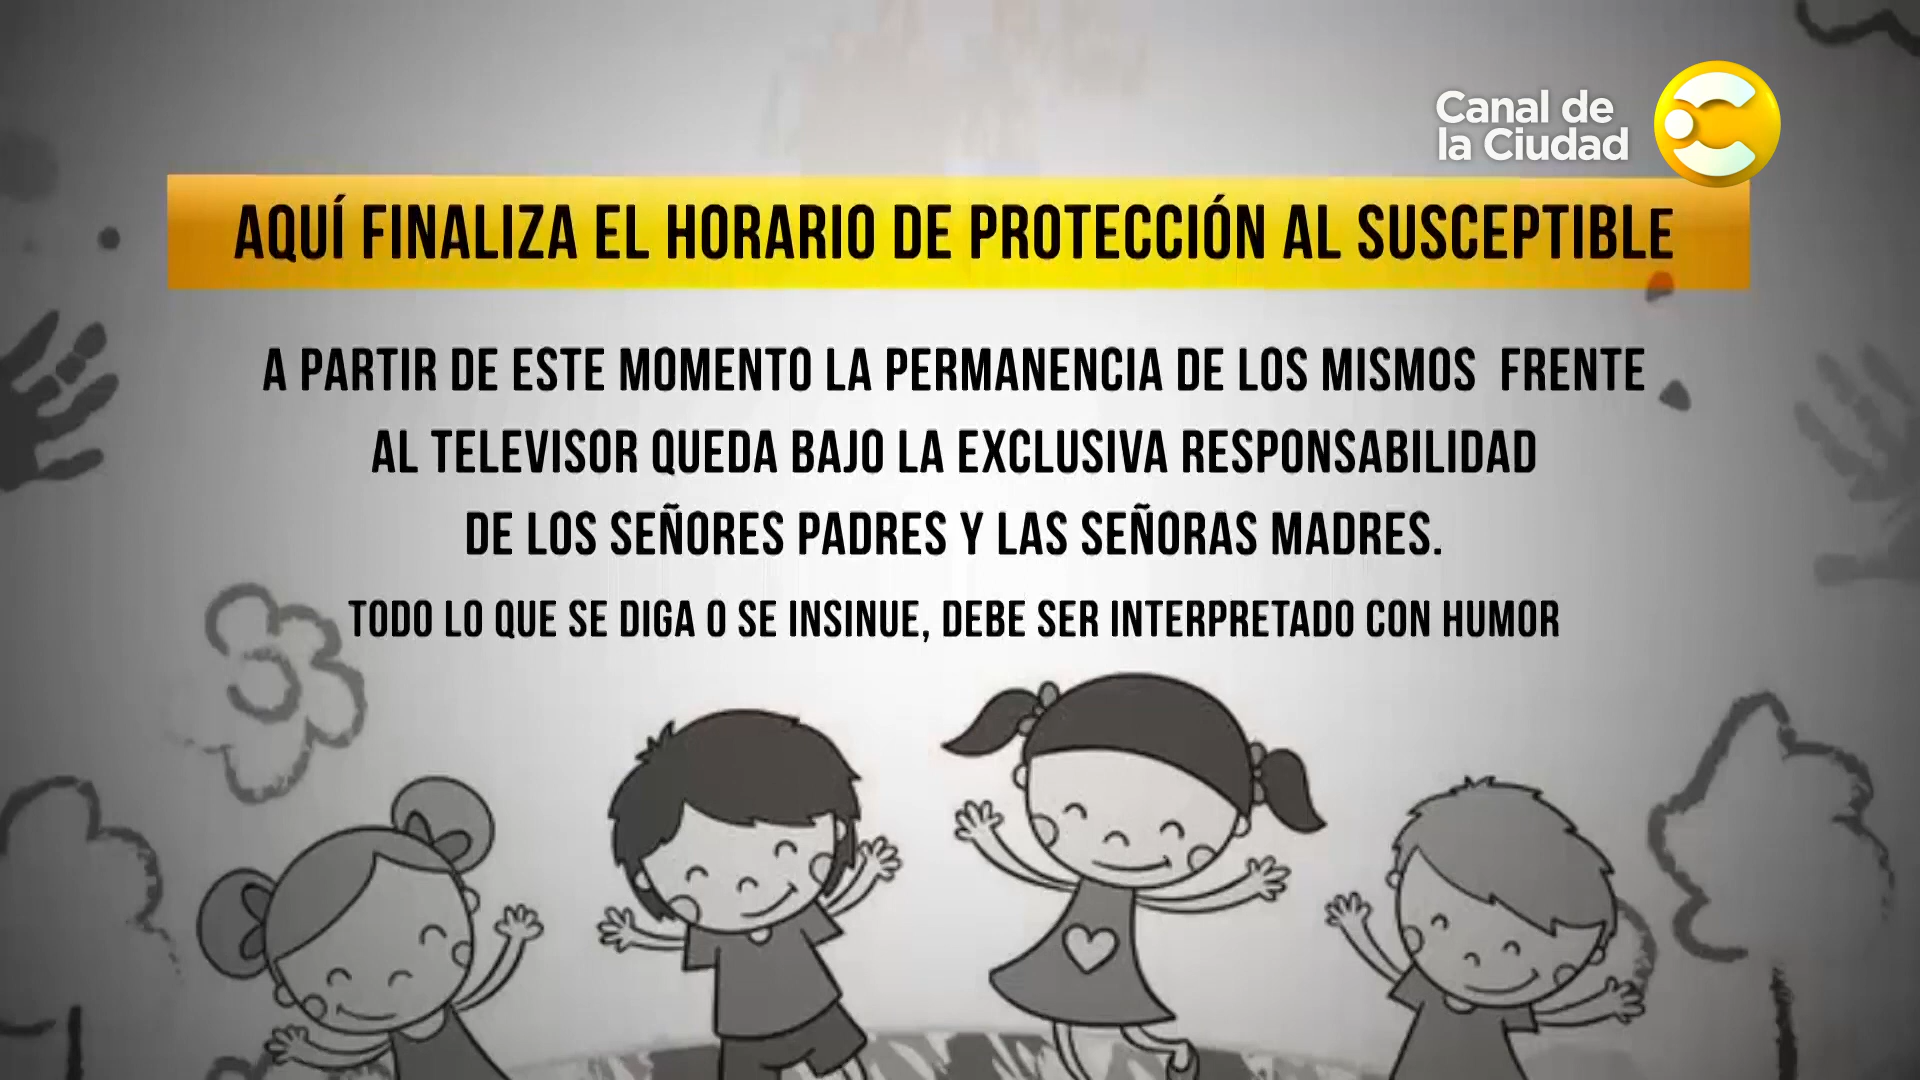 Canal de
la Ciudad
AQUÍ FINALIZA EL HORARIO DE PROTECCIÓN AL SUSCEPTIBLE
A PARTIR DE ESTE MOMENTO LA PERMANENCIA DE LOS MISMOS FRENTE
AL TELEVISOR QUEDA BAJO LA EXCLUSIVA RESPONSABILIDAD
DE LOS SEÑORES PADRES Y LAS SEÑORAS MADRES.
TODO LO QUE SE DIGA O SE INSINUE, DEBE SER INTERPRETADO CON HUMOR